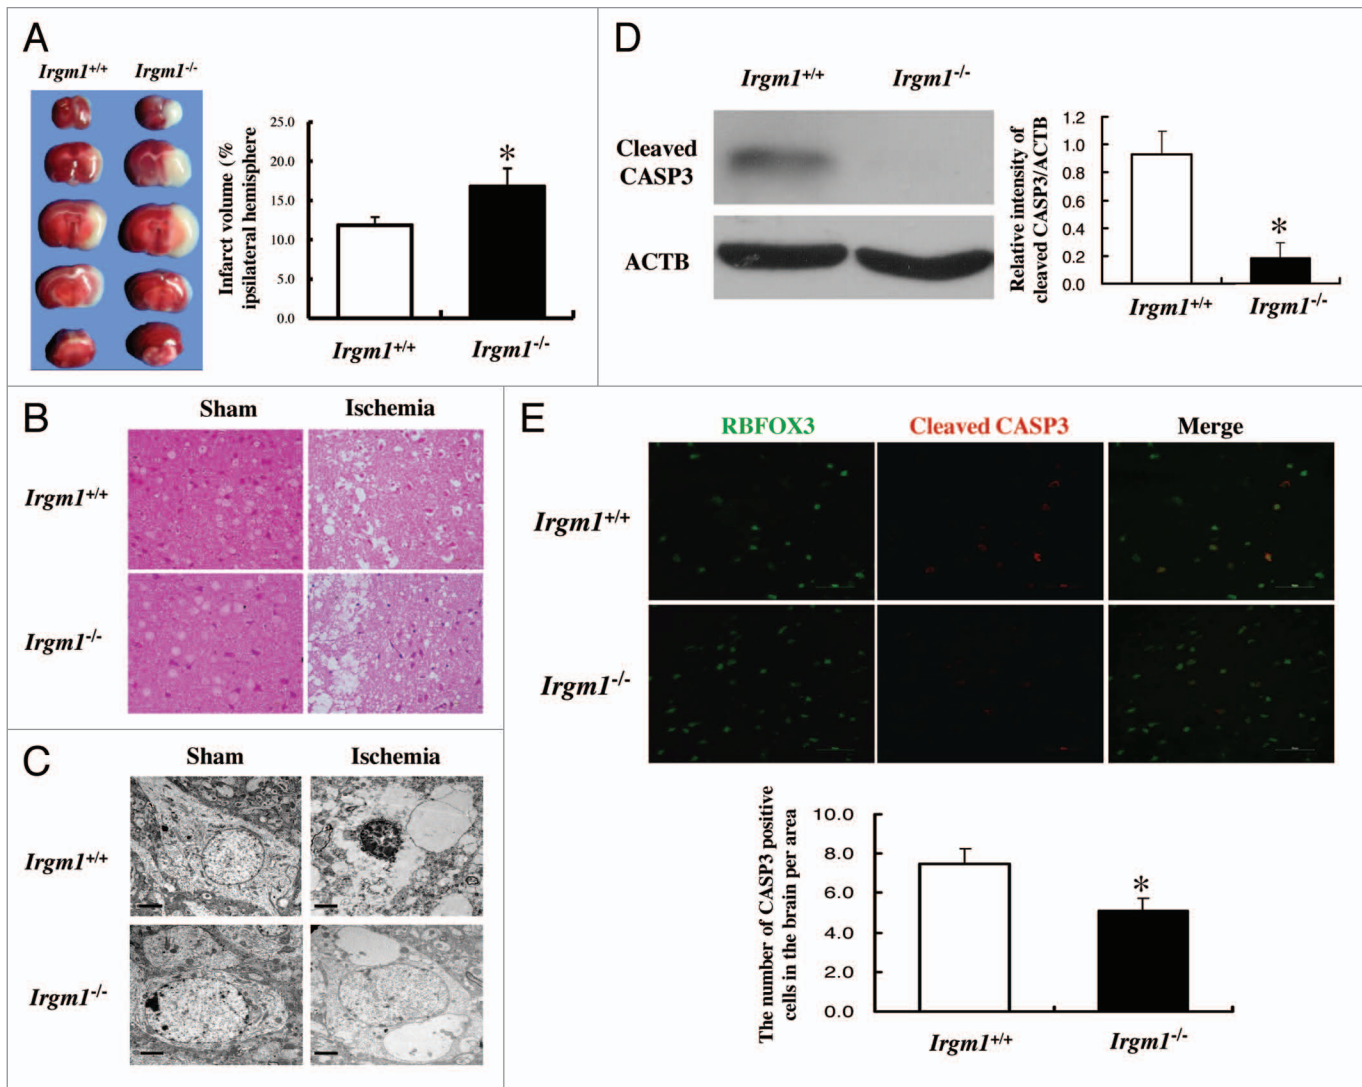 A
Irgm1+/+ Irgm1-/-
Infarct volume (%
ipsilateral hemisphere
25.0
20.0
15.0
10.0
5.0
0.0
*
Irgm1+/+ Irgm1-/-
D
Irgm1+/+ Irgm1-/-
Cleaved
CASP3
ACTB
Relative intensity of
cleaved CASP3/ACTB
1.2
1.0
0.8
0.6
0.4
0.2
0.0
*
Irgm1+/+ Irgm1-/-
B
Sham Ischemia
Irgm1+/+
Irgm1-/-
C
Sham Ischemia
Irgm1+/+
Irgm1-/-
E
RBFOX3 Cleaved CASP3 Merge
Irgm1+/+
Irgm1-/-
The number of CASP3 positive
cells in the brain per area
10.0
8.0
6.0
4.0
2.0
0.0
*
Irgm1+/+ Irgm1-/-